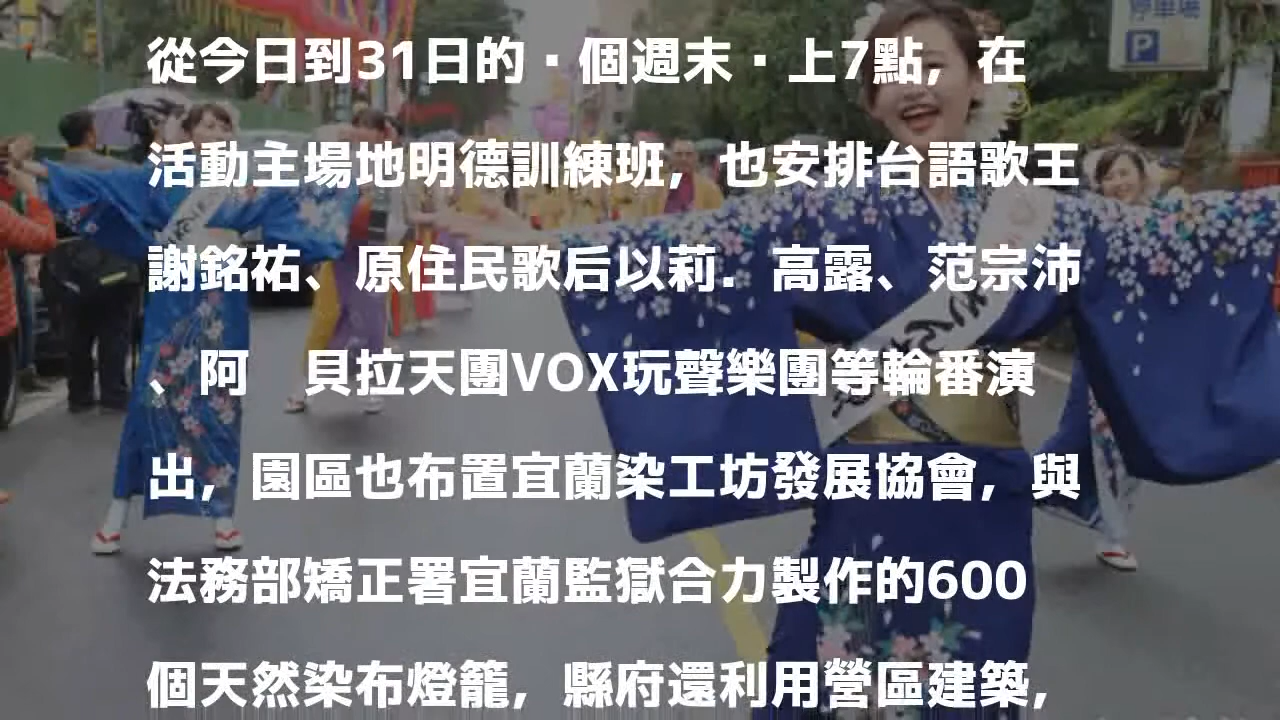 從今日到31日的·個週末·上7點，在
活動主場地明德訓練班，也安排台語歌王
謝銘祐、原住民歌后以莉．高露、范宗沛
、阿　貝拉天團VOX玩聲樂團等輪番演
出，園區也布置宜蘭染工坊發展協會，與
法務部矯正署宜蘭監獄合力製作的600
個天然染布燈籠，縣府還利用營區建築，
停車場
P